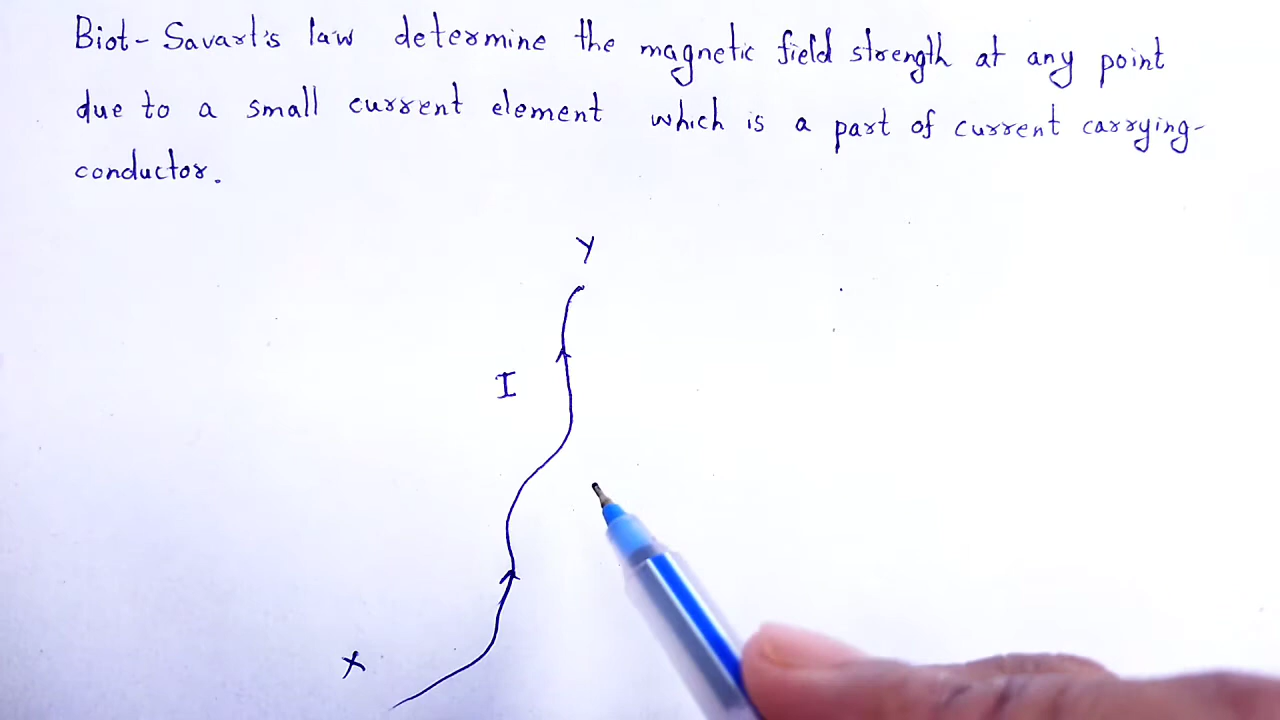 Biot-Savart's law determine the magnetic field strength at any point
due to a small current element which is a part of current carrying-
conductor.
Y
I
X